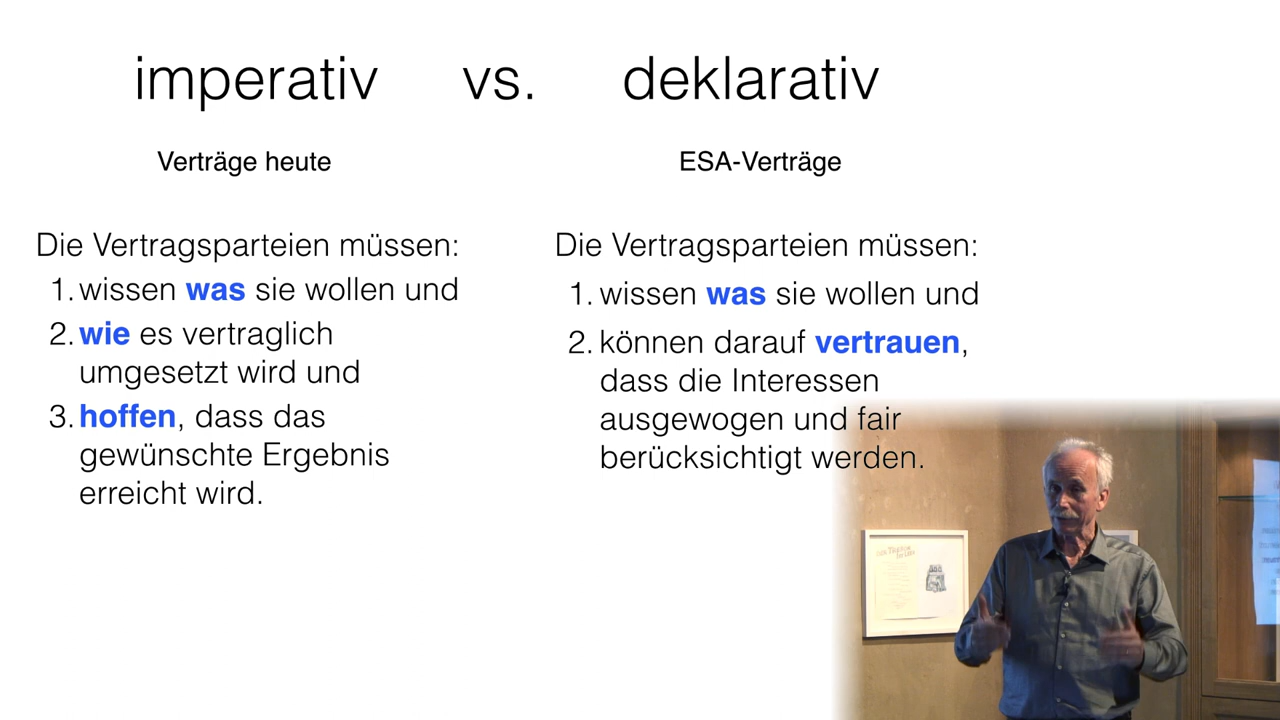 imperativ vs. deklarativ
Verträge heute
ESA-Verträge
Die Vertragsparteien müssen:
1. wissen was sie wollen und
2. wie es vertraglich
umgesetzt wird und
3. hoffen, dass das
gewünschte Ergebnis
erreicht wird.
Die Vertragsparteien müssen:
1. wissen was sie wollen und
2. können darauf vertrauen,
dass die Interessen
ausgewogen und fair
berücksichtigt werden.